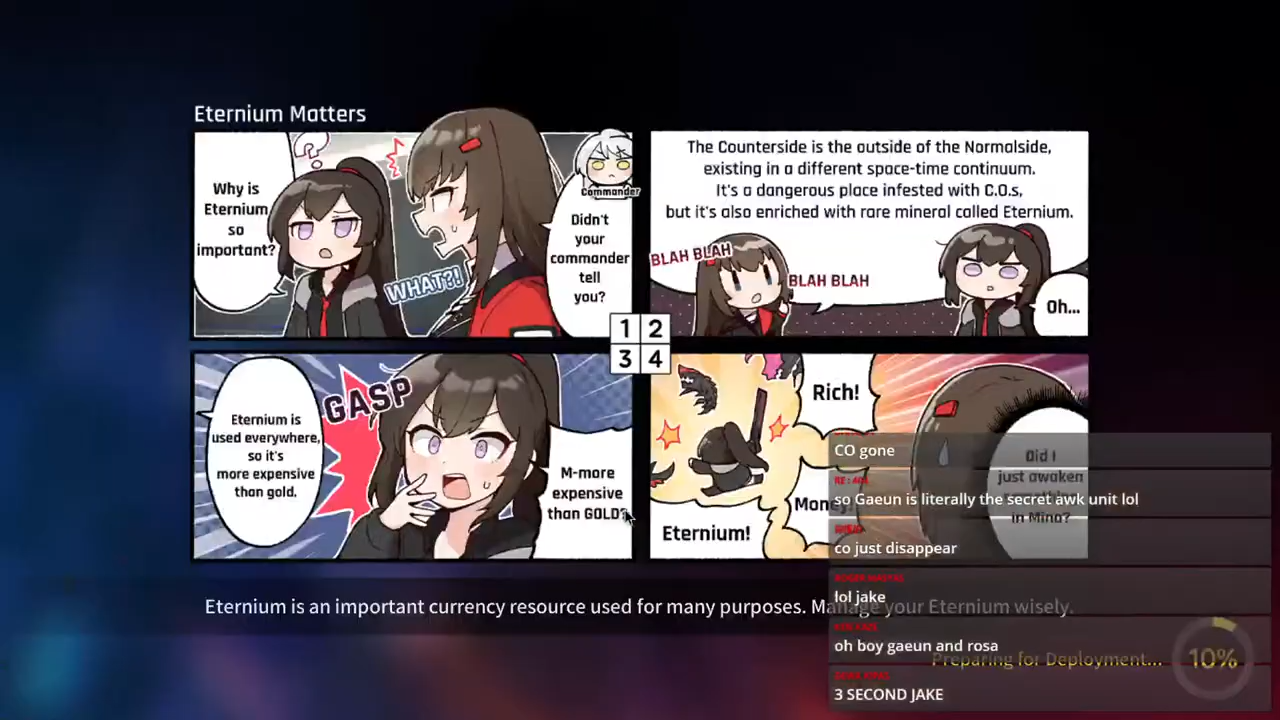 Eternium Matters
Why is
Eternium
so
important?
?
WHAT?!
Commander
Didn't
your
commander
tell
you?
The Counterside is the outside of the Normalside,
existing in a different space-time continuum.
It's a dangerous place infested with C.O.s,
but it's also enriched with rare mineral called Eternium.
BLAH BLAH
BLAH BLAH
Oh...
1 2
3 4
Eternium is
used everywhere,
so it's
more expensive
than gold.
GASP
M-more
expensive
than GOLD?
Rich!
Money!
Eternium!
Did I
just awaken
in Mina?
Eternium is an important currency resource used for many purposes. Manage your Eternium wisely.
Preparing for Deployment...
10%
CO gone
so Gaeun is literally the secret awk unit lol
co just disappear
lol jake
oh boy gaeun and rosa
3 SECOND JAKE